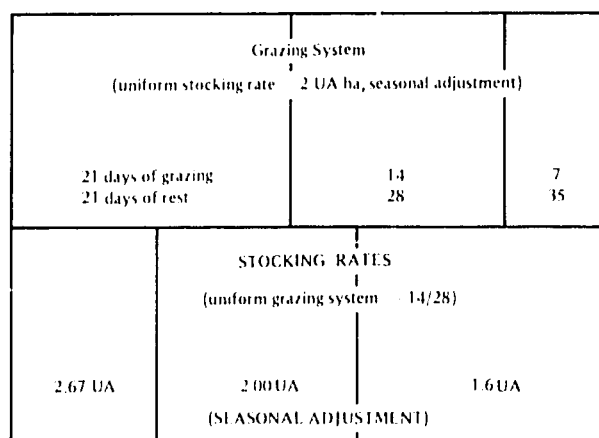 Grazing System
(uniform stocking rate 2 UA ha, seasonal adjustment)
21 days of grazing 14 7
21 days of rest 28 35
STOCKING RATES
(uniform grazing system - 14/28)
2.67 UA 2.00 UA 1.6 UA
(SEASONAL ADJUSTMENT)